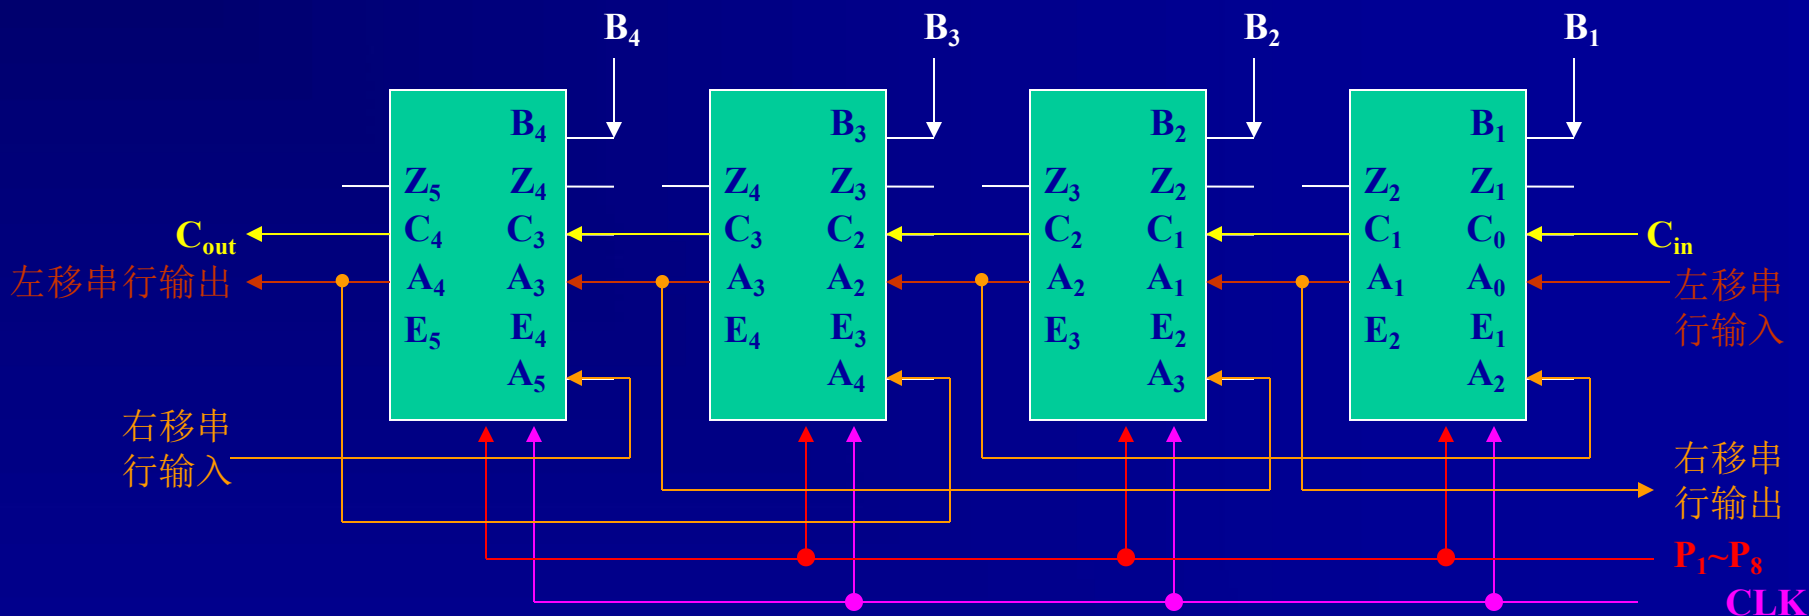 B₄ B₃ B₂ B₁
B₄ B₃ B₂ B₁
Z₅ Z₄ Z₄ Z₃ Z₃ Z₂ Z₂ Z₁
Cout C₄ C₃ C₃ C₂ C₂ C₁ C₁ C₀ Cin
左移串行输出 A₄ A₃ A₃ A₂ A₂ A₁ A₁ A₀ 左移串
E₅ E₄ E₄ E₃ E₃ E₂ E₂ E₁ 行输入
A₅ A₄ A₃ A₂
右移串
行输入
右移串
行输出
P₁~P₈
CLK